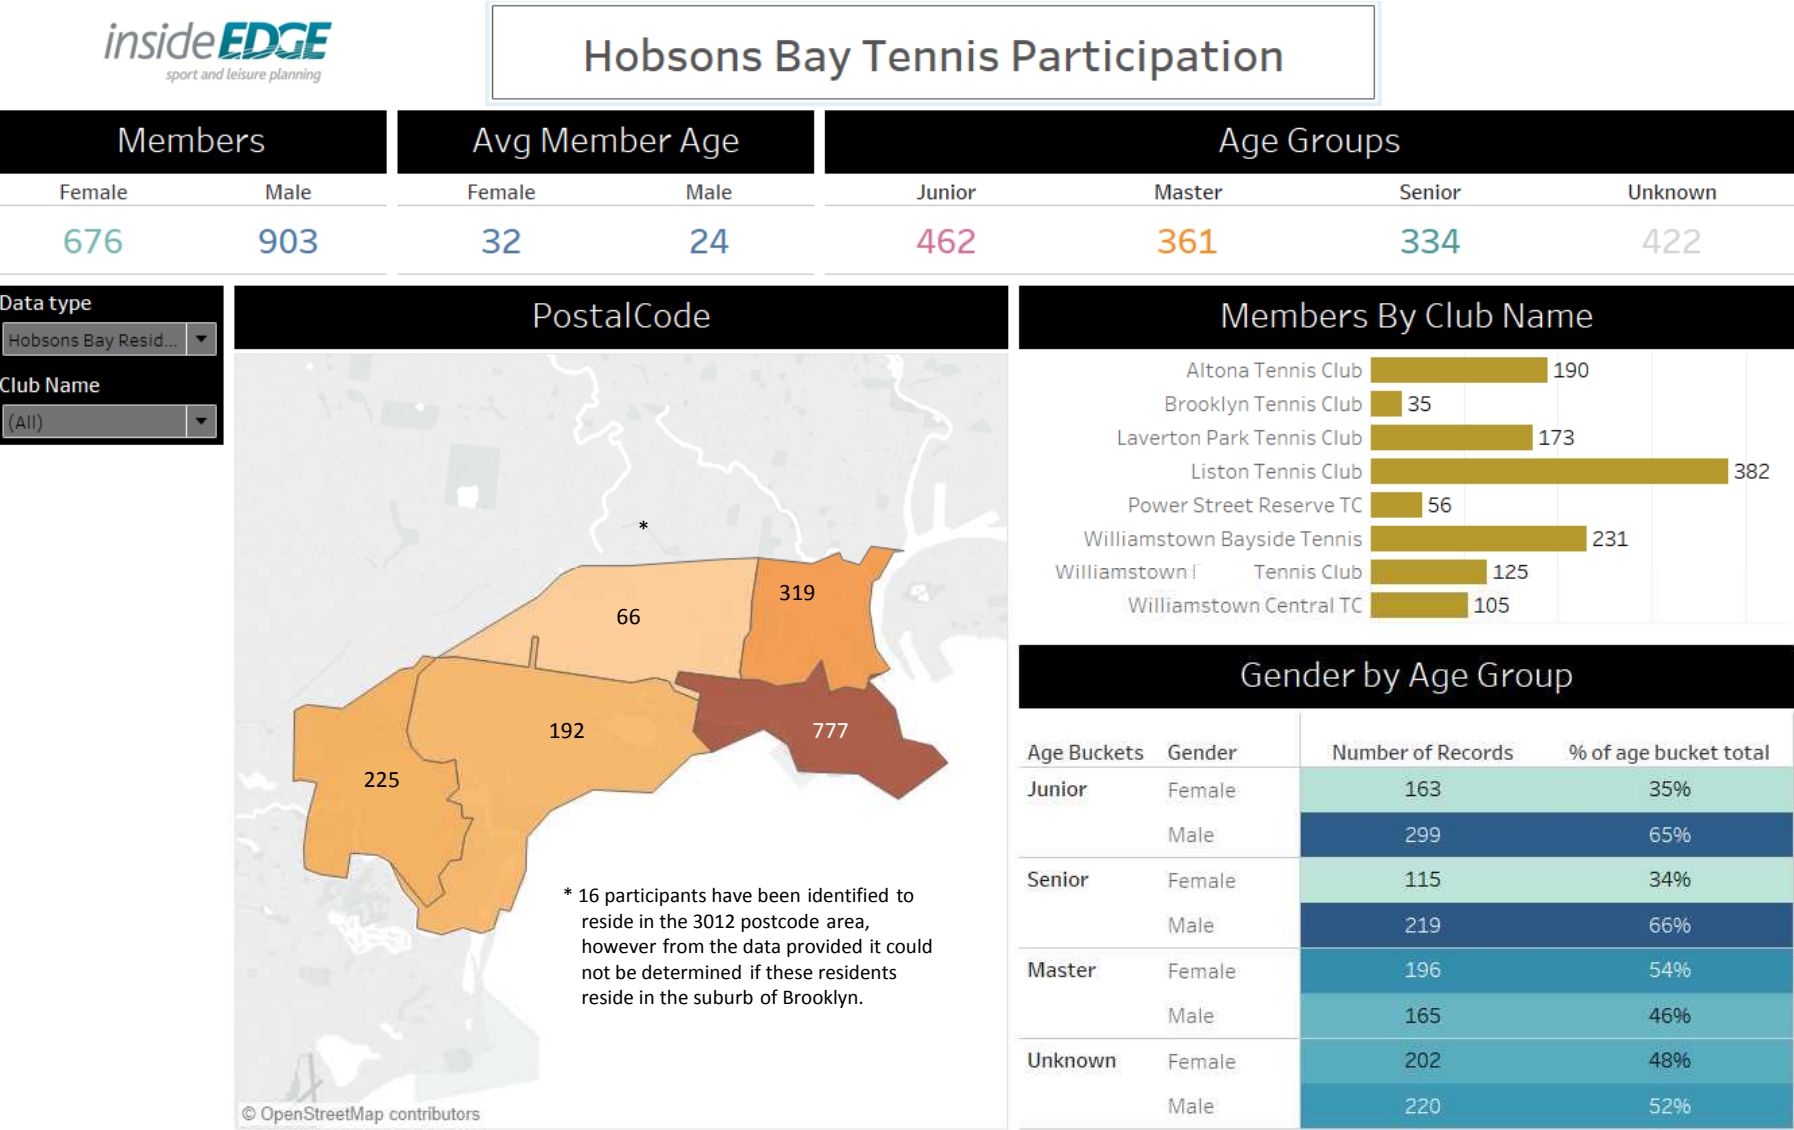 inside EDGE
sport and leisure planning
Hobsons Bay Tennis Participation
Members
Female Male
676 903
Avg Member Age
Female Male
32 24
Age Groups
Junior Master Senior Unknown
462 361 334 422
Data type
Hobsons Bay Resid...
Club Name
(All)
PostalCode
*
319
66
192
777
225
* 16 participants have been identified to
reside in the 3012 postcode area,
however from the data provided it could
not be determined if these residents
reside in the suburb of Brooklyn.
© OpenStreetMap contributors
Members By Club Name
Altona Tennis Club 190
Brooklyn Tennis Club 35
Laverton Park Tennis Club 173
Liston Tennis Club 382
Power Street Reserve TC 56
Williamstown Bayside Tennis 231
Williamstown Tennis Club 125
Williamstown Central TC 105
Gender by Age Group
Age Buckets Gender Number of Records % of age bucket total
Junior Female 163 35%
Male 299 65%
Senior Female 115 34%
Male 219 66%
Master Female 196 54%
Male 165 46%
Unknown Female 202 48%
Male 220 52%